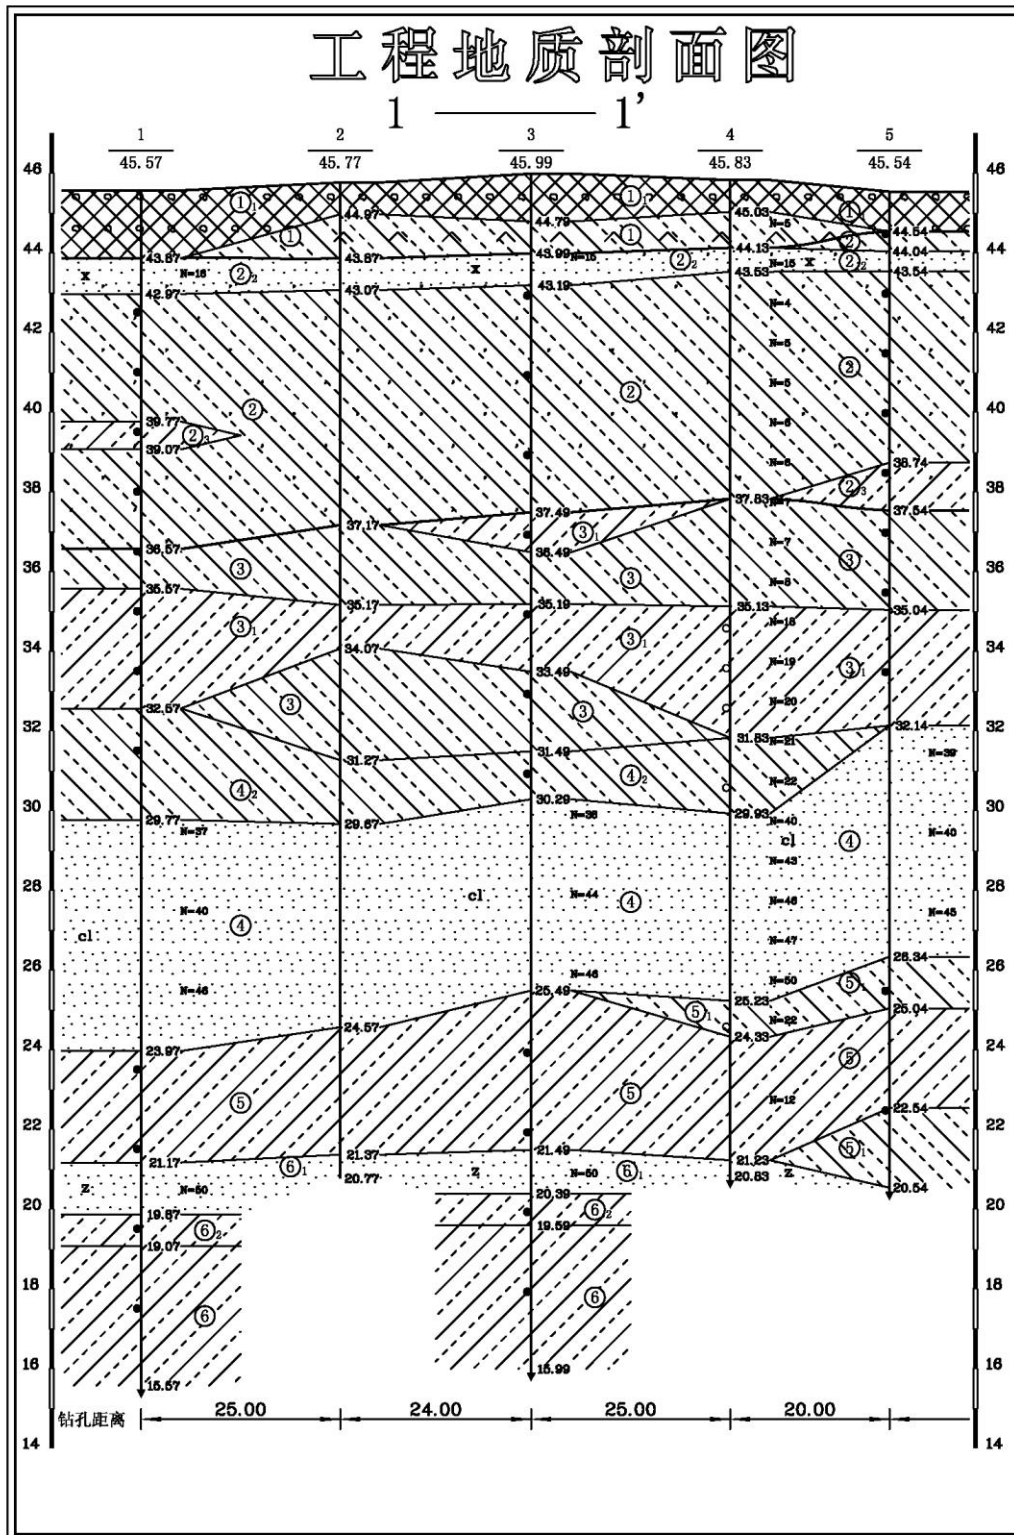 工程地质剖面图
1 —— 1’
1 2 3 4 5
45.57 45.77 45.99 45.83 45.54
46 46
①₁ ①₁ ①₁
44.97 44.79 45.03 N=5 44.54
① ① ②
44 44
43.87 43.87 43.99 N=15 44.13 44.04
x N=16 ②₂ x ②₂ N=15 x ②₂
42.97 43.07 43.19 43.53 43.54
N=4
42 42
N=5
② ② ②
N=5
40 40
39.77 N=6
②₃
39.07 N=6 38.74
38 ②₃ 38
37.17 37.49 37.83 N=7 37.54
③₁
36.57 36.49 N=7
③ ③ ③
36 36
35.57 N=8
35.17 35.19 35.13 35.04
③₁ ③₁ N=15
34 34
34.07 33.49 N=19 ③₁
③ ③ N=20
32.57 32.14
32 32
31.27 31.49 31.83 N=21 N=39
④₂ ④₂ N=22
30 30
29.77 29.67 30.29 29.93
N=37 N=36 N=40 N=40
cl ④
N=43
28 28
cl N=44 ④ N=46
N=40 ④ N=45
cl N=47
26 26
N=46 N=46 N=50 26.34
25.49 25.23 ⑤₁
⑤₁ N=22 25.04
24.57 24.33
24 24
23.97 ⑤
⑤ ⑤ N=12
22 22.54 22
21.17 21.37 21.49 21.23 ⑤₁
⑥₁ z ⑥₁ z
z N=50 20.77 N=50 20.83 20.54
20 20
19.87 20.39
⑥₂ ⑥₂
19.07 19.59
18 18
⑥ ⑥
16 16
15.57 15.99
钻孔距离 25.00 24.00 25.00 20.00
14 14